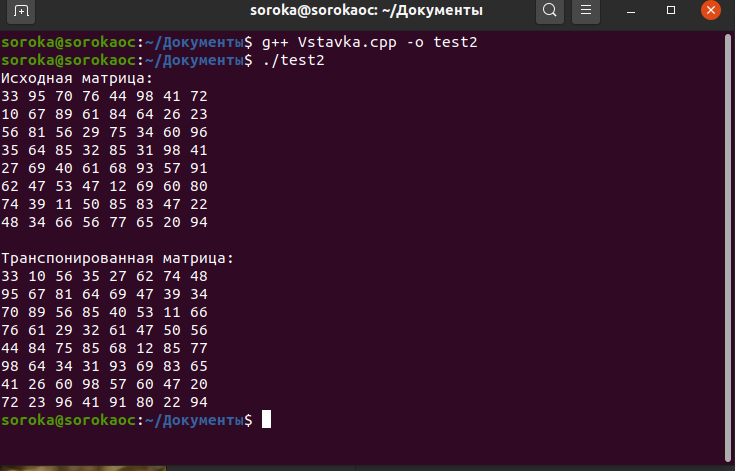 soroka@sorokaoc: ~/Документы
soroka@sorokaoc:~/Документы$ g++ Vstavka.cpp -o test2
soroka@sorokaoc:~/Документы$ ./test2
Исходная матрица:
33 95 70 76 44 98 41 72
10 67 89 61 84 64 26 23
56 81 56 29 75 34 60 96
35 64 85 32 85 31 98 41
27 69 40 61 68 93 57 91
62 47 53 47 12 69 60 80
74 39 11 50 85 83 47 22
48 34 66 56 77 65 20 94
Транспонированная матрица:
33 10 56 35 27 62 74 48
95 67 81 64 69 47 39 34
70 89 56 85 40 53 11 66
76 61 29 32 61 47 50 56
44 84 75 85 68 12 85 77
98 64 34 31 93 69 83 65
41 26 60 98 57 60 47 20
72 23 96 41 91 80 22 94
soroka@sorokaoc:~/Документы$